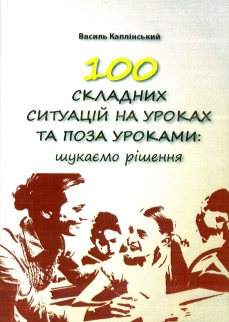 Василь Каплінський
100
СКЛАДНИХ
СИТУАЦІЙ НА УРОКАХ
ТА ПОЗА УРОКАМИ:
шукаємо рішення